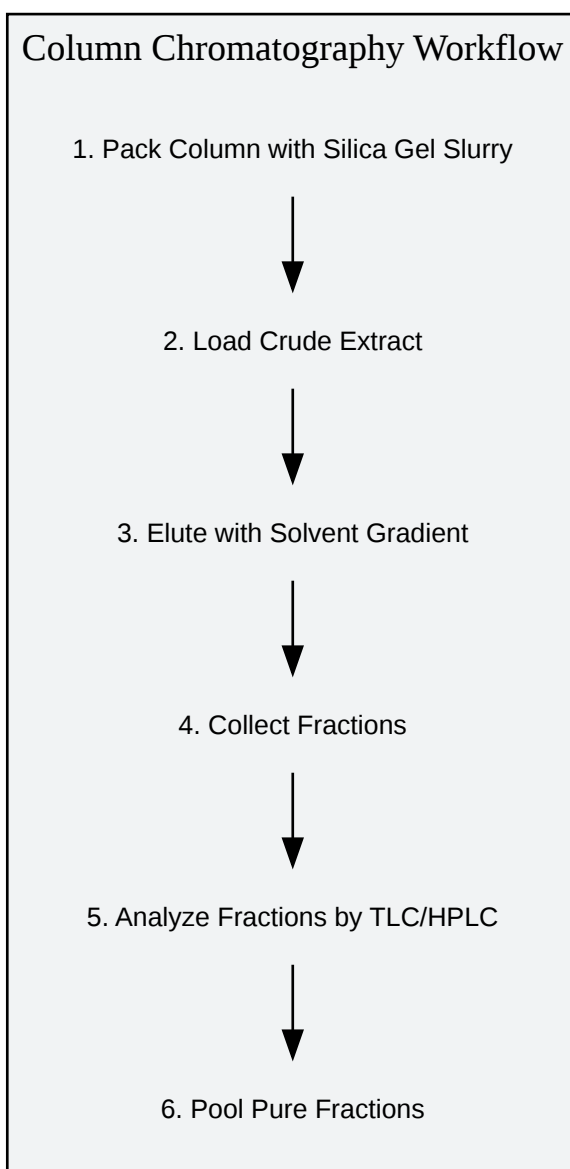 Column Chromatography Workflow
1. Pack Column with Silica Gel Slurry
2. Load Crude Extract
3. Elute with Solvent Gradient
4. Collect Fractions
5. Analyze Fractions by TLC/HPLC
6. Pool Pure Fractions